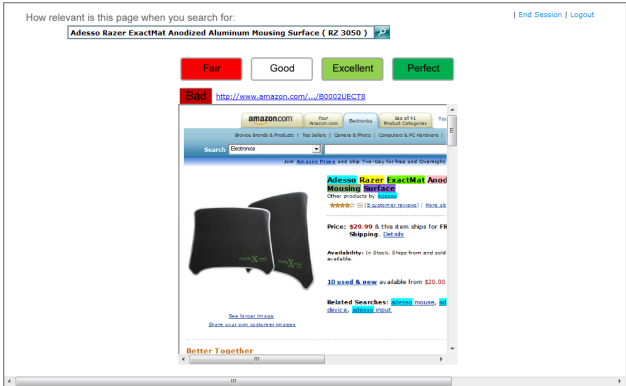 How relevant is this page when you search for:
| End Session | Logout
Adesso Razer ExactMat Anodized Aluminum Mousing Surface ( RZ 3050 )
Fair
Good
Excellent
Perfect
Bad
http://www.amazon.com/.../B0002UECT8
amazon.com
Your Amazon.com
Electronics
See all 41 Product Categories
You
Browse Brands & Products | Top Sellers | Camera & Photo | Computers & PC Hardware |
Search
Electronics
Join Amazon Prime and ship Two-Day for free and Overnight
Adesso Razer ExactMat Anod
Mousing Surface
Other products by Adesso
(5 customer reviews) | More ab
Price: $29.99 & this item ships for FR
Shipping. Details
Availability: In Stock. Ships from and sold
available.
10 used & new available from $20.00
Related Searches: adesso mouse, ad
device, adesso input
See larger image
Share your own customer images
Better Together